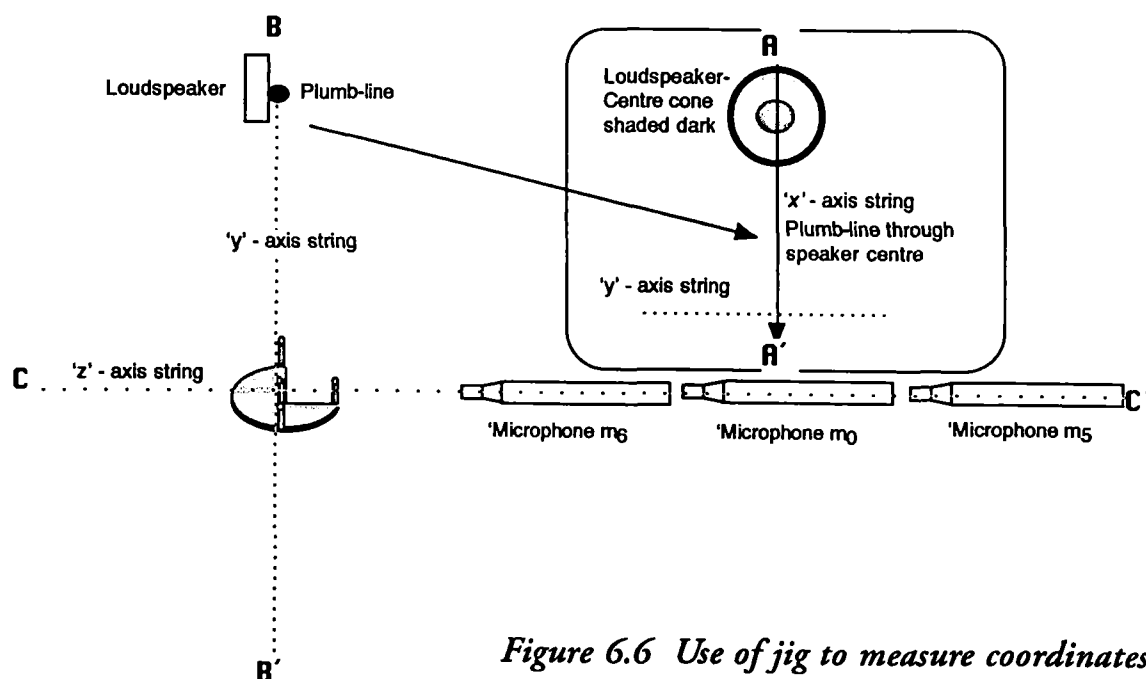 B
Loudspeaker
Plumb-line
'y' - axis string
A
Loudspeaker-
Centre cone
shaded dark
'x' - axis string
Plumb-line through
speaker centre
'y' - axis string
A'
C
'z' - axis string
C
'Microphone m6
'Microphone m0
'Microphone m5
B'
Figure 6.6 Use of jig to measure coordinates